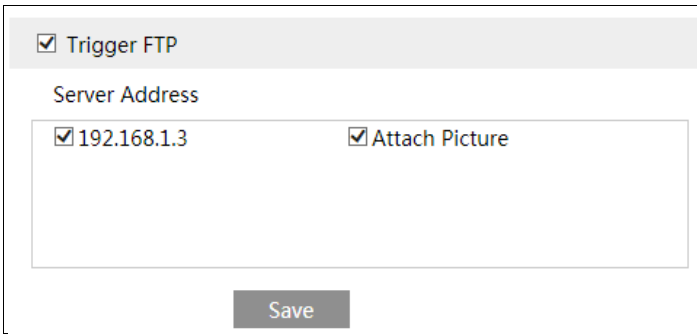 Trigger FTP
Server Address
192.168.1.3 Attach Picture
Save